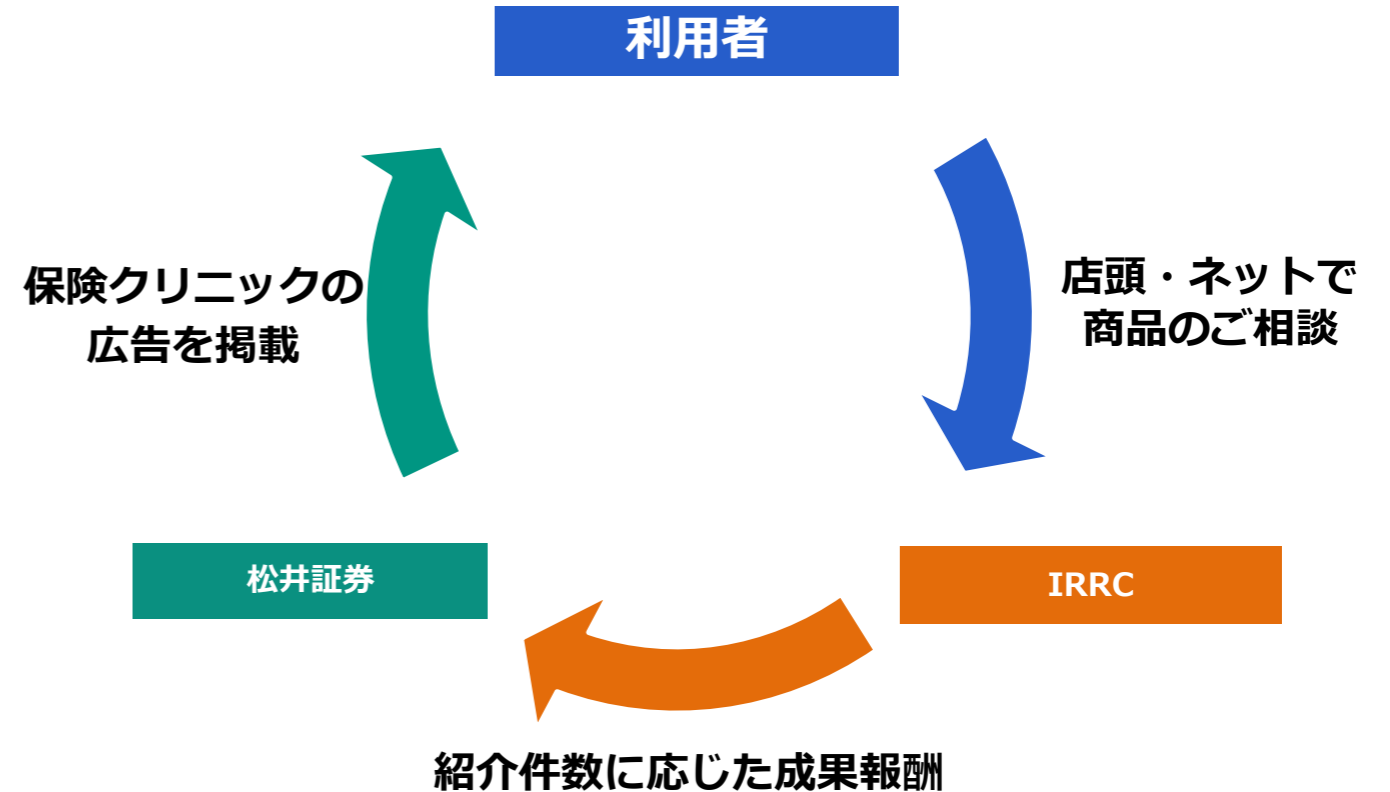 利用者
保険クリニックの
広告を掲載
店頭・ネットで
商品のご相談
松井証券
IRRC
紹介件数に応じた成果報酬